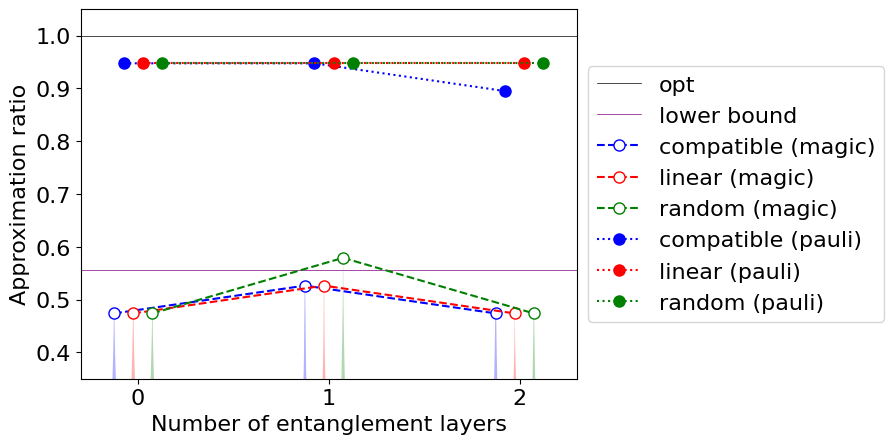 1.0
0.9
0.8
0.7
0.6
0.5
0.4
Approximation ratio
0 1 2
Number of entanglement layers
opt
lower bound
compatible (magic)
linear (magic)
random (magic)
compatible (pauli)
linear (pauli)
random (pauli)